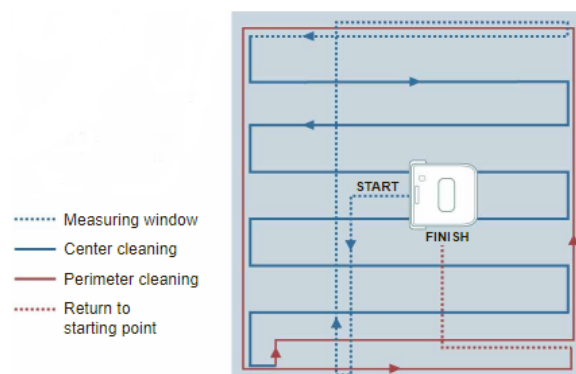 START
FINISH
Measuring window
Center cleaning
Perimeter cleaning
Return to
starting point